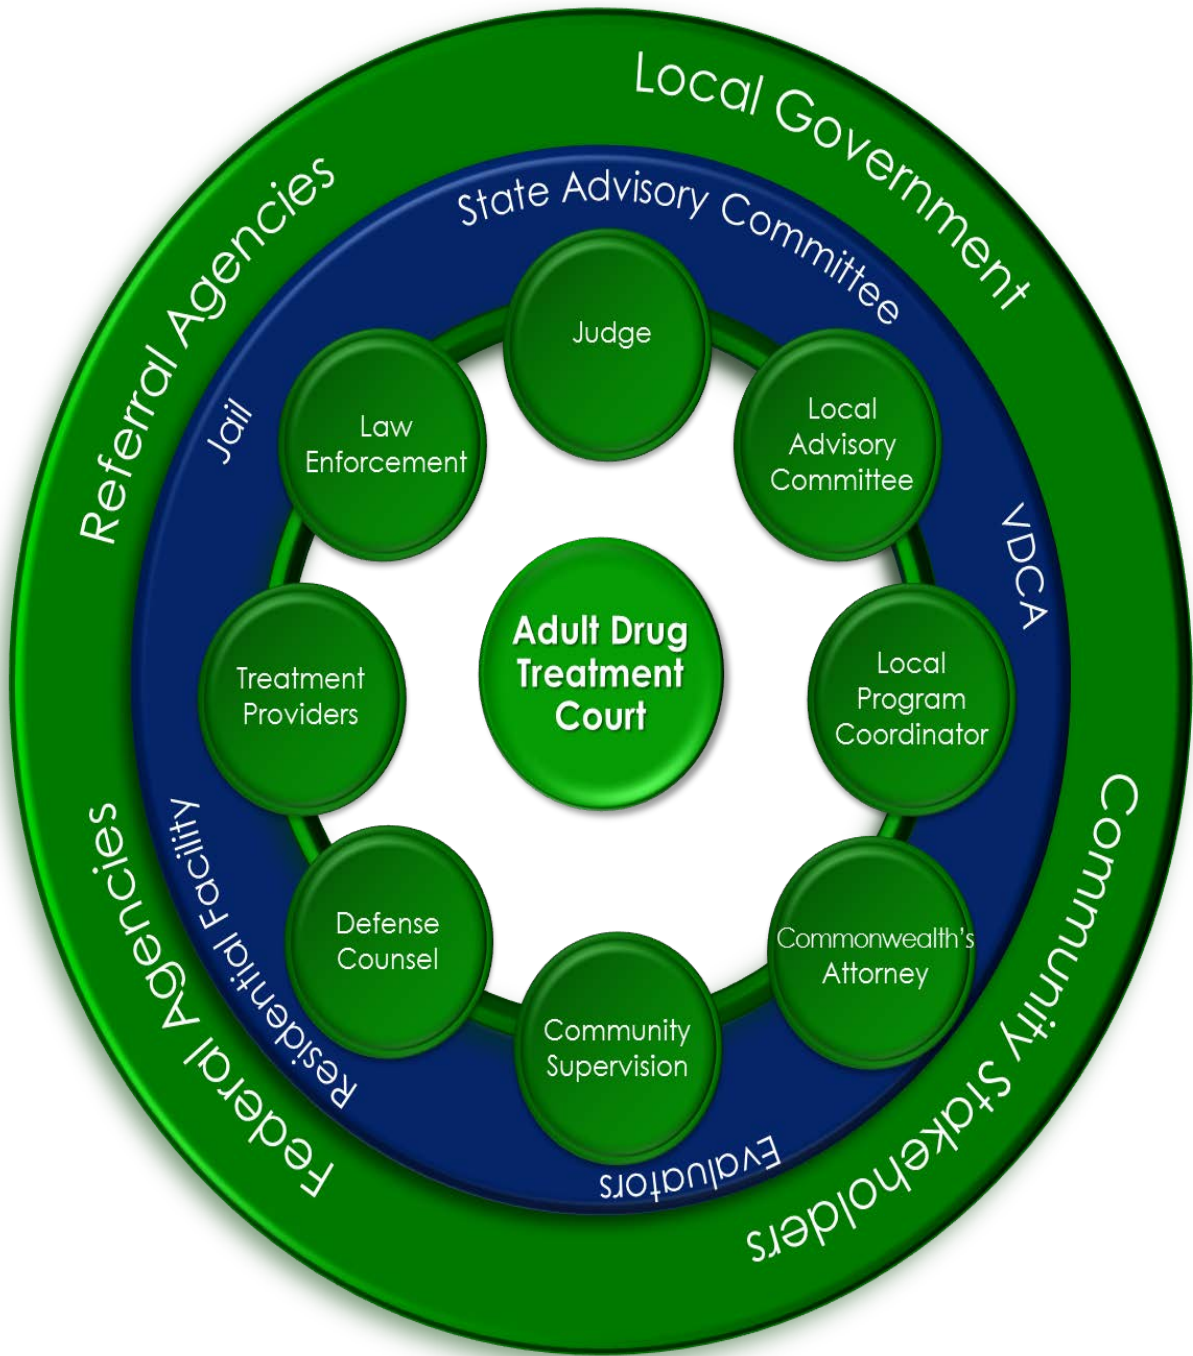 Local Government
Referral Agencies
State Advisory Committee
Jail
VDCA
Judge
Law
Enforcement
Local
Advisory
Committee
Treatment
Providers
Adult Drug
Treatment
Court
Local
Program
Coordinator
Defense
Counsel
Commonwealth's
Attorney
Community
Supervision
Residential Facility
Evaluators
Federal Agencies
Community Stakeholders